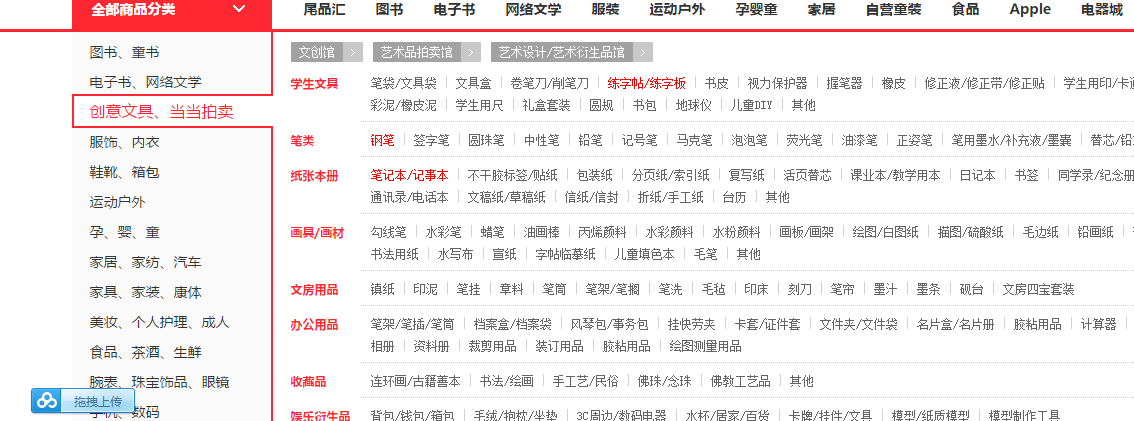 全部商品分类 尾品汇 图书 电子书 网络文学 服装 运动户外 孕婴童 家居 自营童装 食品 Apple 电器城
图书、童书
电子书、网络文学
创意文具、当当拍卖
服饰、内衣
鞋靴、箱包
运动户外
孕、婴、童
家居、家纺、汽车
家具、家装、康体
美妆、个人护理、成人
食品、茶酒、生鲜
腕表、珠宝饰品、眼镜
手机、数码
拖拽上传
文创馆 艺术品拍卖馆 艺术设计/艺术衍生品馆
学生文具 笔袋/文具袋 文具盒 卷笔刀/削笔刀 练字帖/练字板 书皮 视力保护器 握笔器 橡皮 修正液/修正带/修正贴 学生用印/卡通
彩泥/橡皮泥 学生用尺 礼盒套装 圆规 书包 地球仪 儿童DIY 其他
笔类 钢笔 签字笔 圆珠笔 中性笔 铅笔 记号笔 马克笔 泡泡笔 荧光笔 油漆笔 正姿笔 笔用墨水/补充液/墨囊 替芯/铅
纸张本册 笔记本/记事本 不干胶标签/贴纸 包装纸 分页纸/索引纸 复写纸 活页替芯 课业本/教学用本 日记本 书签 同学录/纪念册
通讯录/电话本 文稿纸/草稿纸 信纸/信封 折纸/手工纸 台历 其他
画具/画材 勾线笔 水彩笔 蜡笔 油画棒 丙烯颜料 水彩颜料 水粉颜料 画板/画架 绘图/白图纸 描图/硫酸纸 毛边纸 铅画纸
书法用纸 水写布 宣纸 字帖临摹纸 儿童填色本 毛笔 其他
文房用品 镇纸 印泥 笔挂 章料 笔筒 笔架/笔搁 笔洗 毛毡 印床 刻刀 笔帘 墨汁 墨条 砚台 文房四宝套装
办公用品 笔架/笔插/笔筒 档案盒/档案袋 风琴包/事务包 挂快劳夹 卡套/证件套 文件夹/文件袋 名片盒/名片册 胶粘用品 计算器
相册 资料册 裁剪用品 装订用品 胶粘用品 绘图测量用品
收藏品 连环画/古籍善本 书法/绘画 手工艺/民俗 佛珠/念珠 佛教工艺品 其他
娱乐衍生品 背包/钱包/箱包 毛绒/抱枕/坐垫 3C周边/数码电器 水杯/居家/百货 卡牌/挂件/文具 模型/纸质模型 模型制作工具